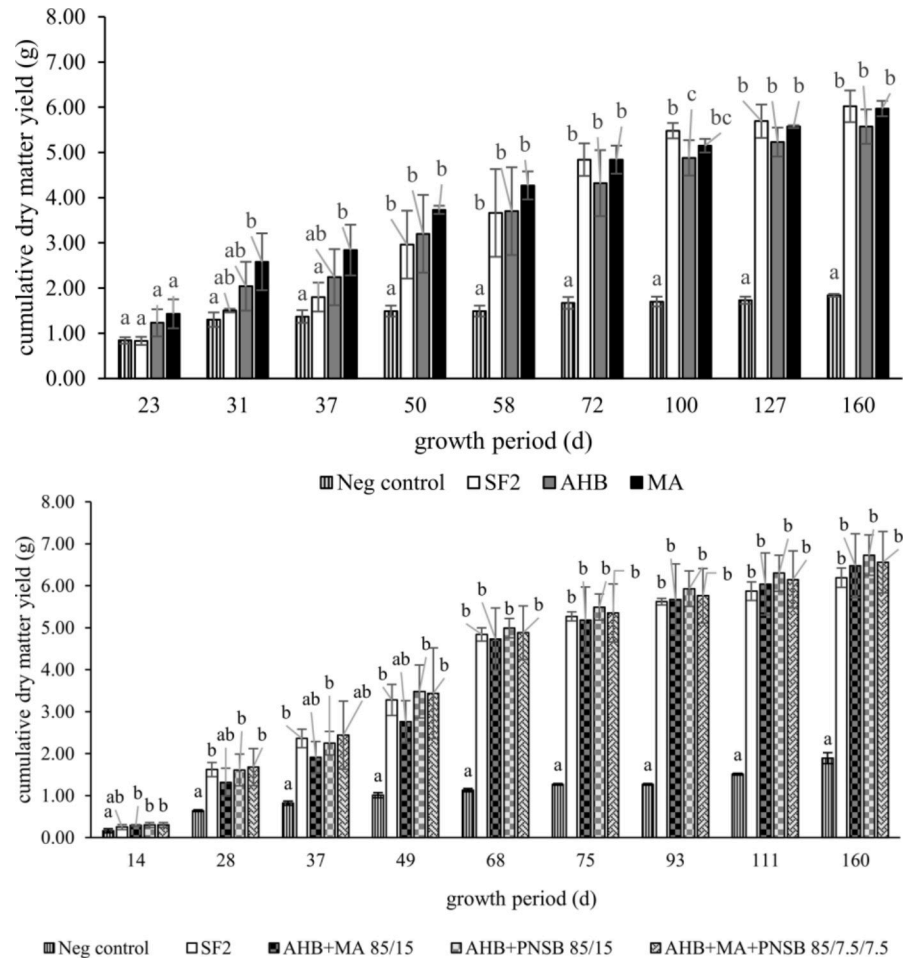 cumulative dry matter yield (g)
8.00
7.00
6.00
5.00
4.00
3.00
2.00
1.00
0.00
a a a a
a ab ab b
a a ab b
a b b b
a b b b
a b b b
a b c bc
a b b b
a b b b
23 31 37 50 58 72 100 127 160
growth period (d)
Neg control SF2 AHB MA
cumulative dry matter yield (g)
8.00
7.00
6.00
5.00
4.00
3.00
2.00
1.00
0.00
a ab b b b
a b ab b b
a b ab b ab
a b ab b b
a b b b b
a b b b b
a b b b b
a b b b b
a b b b b
14 28 37 49 68 75 93 111 160
growth period (d)
Neg control SF2 AHB+MA 85/15 AHB+PNSB 85/15 AHB+MA+PNSB 85/7.5/7.5